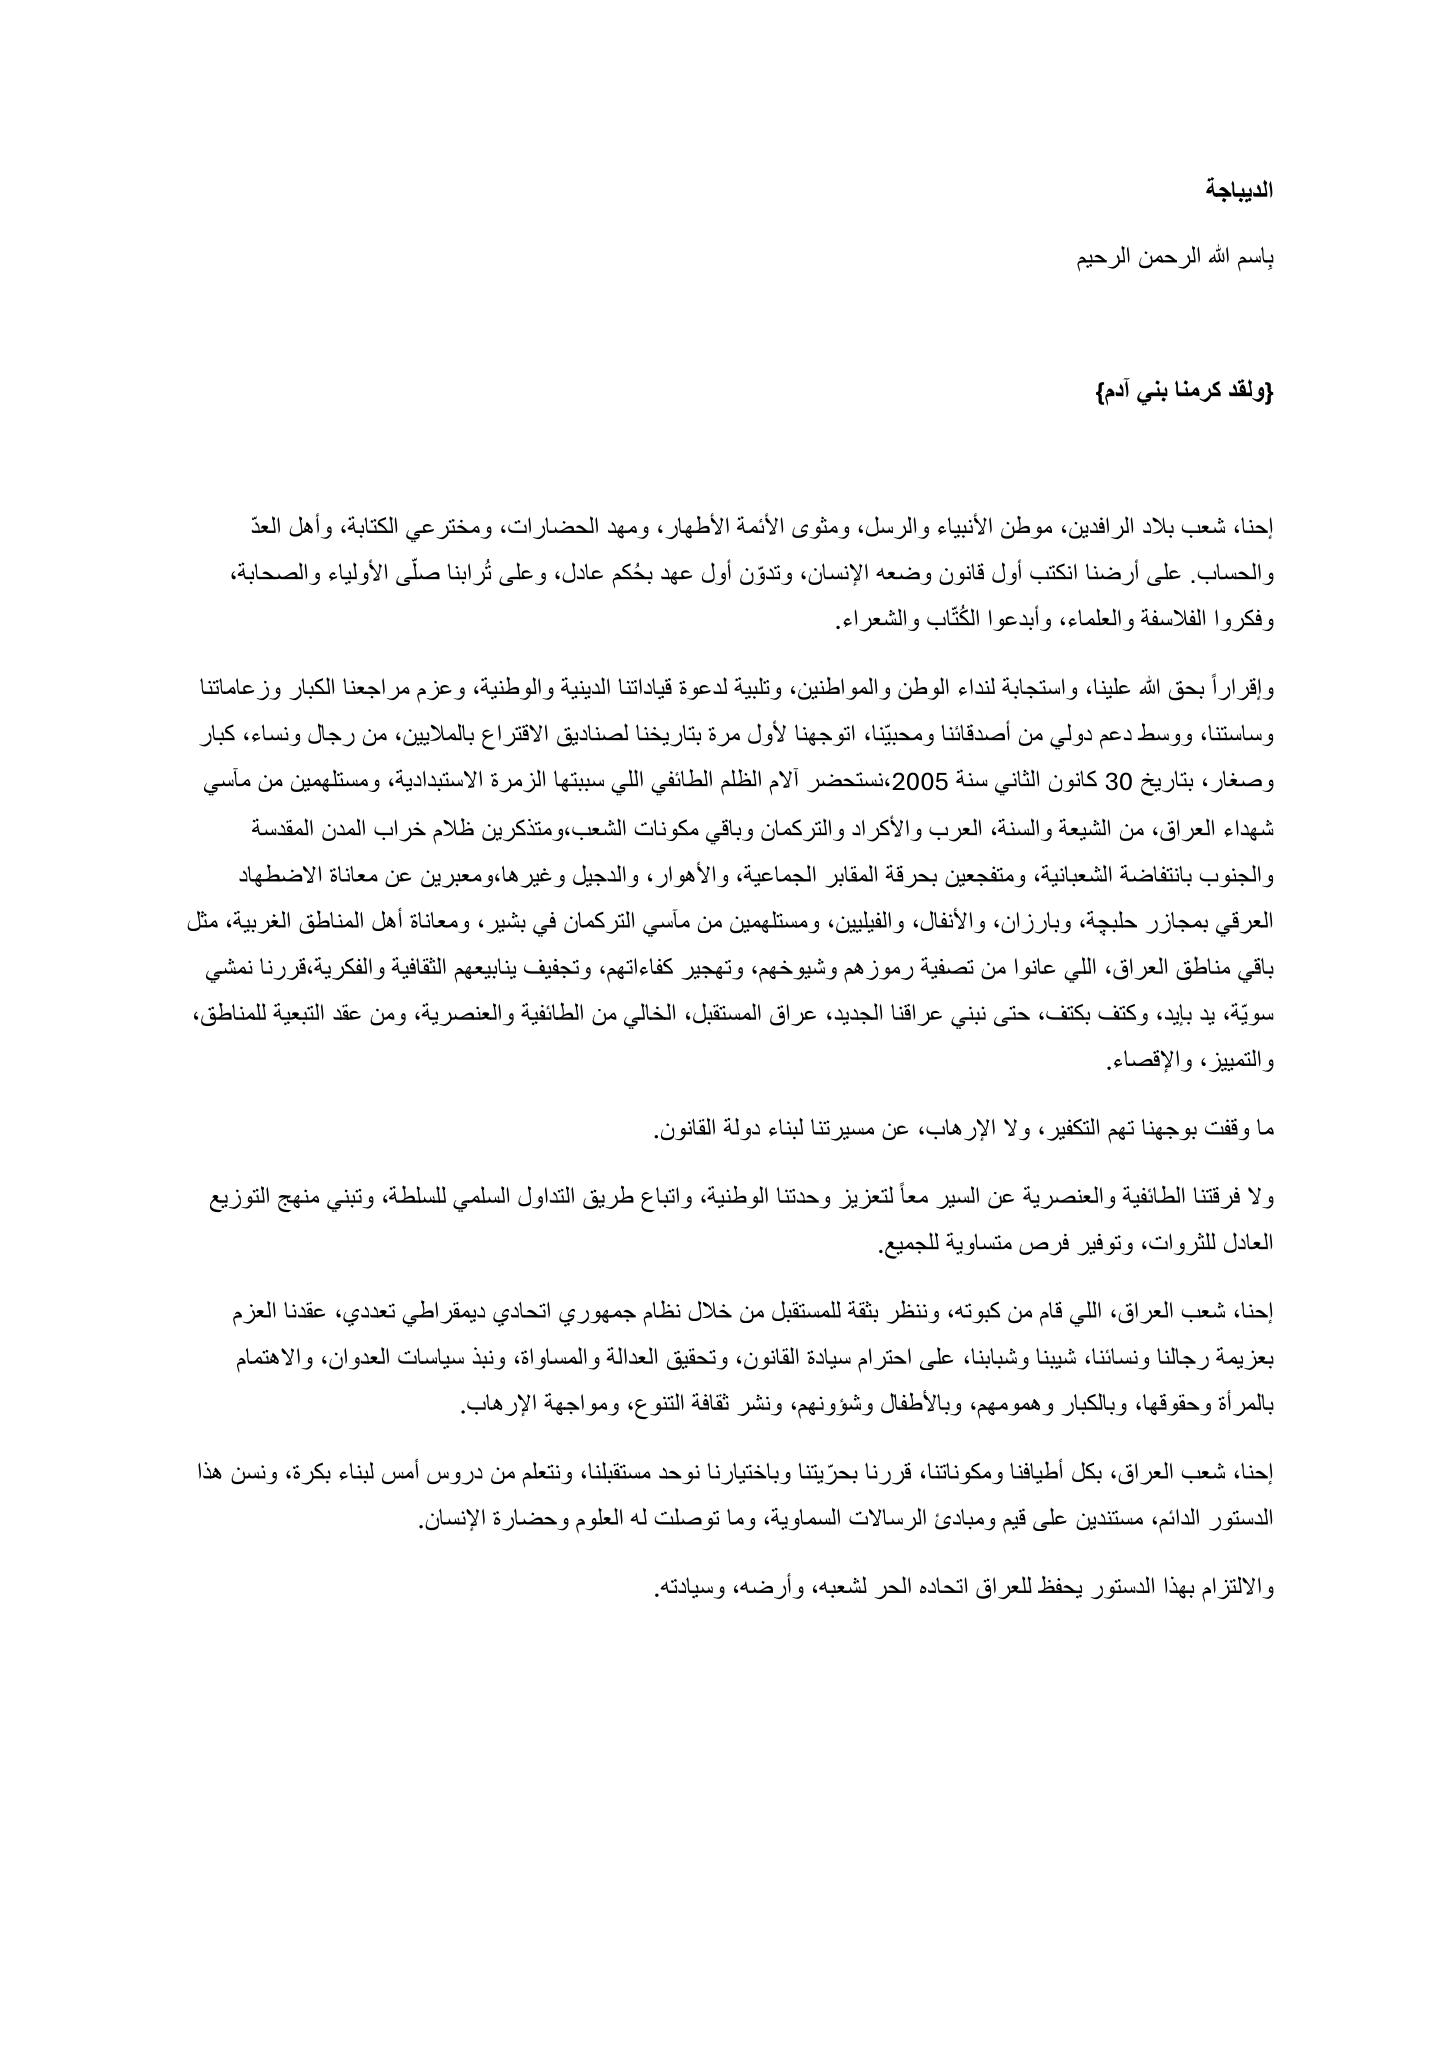 الديباجة
بِاسم الله الرحمن الرحيم
{ولقد كرمنا بني آدم}
إحنا، شعب بلاد الرافدين، موطن الأنبياء والرسل، ومثوى الأئمة الأطهار، ومهد الحضارات، ومخترعي الكتابة، وأهل العدّ
والحساب. على أرضنا انكتب أول قانون وضعه الإنسان، وتدوّن أول عهد بحُكم عادل، وعلى تُرابنا صلّى الأولياء والصحابة،
وفكروا الفلاسفة والعلماء، وأبدعوا الكُتّاب والشعراء.
وإقراراً بحق الله علينا، واستجابة لنداء الوطن والمواطنين، وتلبية لدعوة قياداتنا الدينية والوطنية، وعزم مراجعنا الكبار وزعاماتنا
وساستنا، ووسط دعم دولي من أصدقائنا ومحبيّنا، اتوجهنا لأول مرة بتاريخنا لصناديق الاقتراع بالملايين، من رجال ونساء، كبار
وصغار، بتاريخ 30 كانون الثاني سنة 2005،نستحضر آلام الظلم الطائفي اللي سببتها الزمرة الاستبدادية، ومستلهمين من مآسي
شهداء العراق، من الشيعة والسنة، العرب والأكراد والتركمان وباقي مكونات الشعب،ومتذكرين ظلام خراب المدن المقدسة
والجنوب بانتفاضة الشعبانية، ومتفجعين بحرقة المقابر الجماعية، والأهوار، والدجيل وغيرها،ومعبرين عن معاناة الاضطهاد
العرقي بمجازر حلبچة، وبارزان، والأنفال، والفيليين، ومستلهمين من مآسي التركمان في بشير، ومعاناة أهل المناطق الغربية، مثل
باقي مناطق العراق، اللي عانوا من تصفية رموزهم وشيوخهم، وتهجير كفاءاتهم، وتجفيف ينابيعهم الثقافية والفكرية،قررنا نمشي
سويّة، يد بإيد، وكتف بكتف، حتى نبني عراقنا الجديد، عراق المستقبل، الخالي من الطائفية والعنصرية، ومن عقد التبعية للمناطق،
والتمييز، والإقصاء.
ما وقفت بوجهنا تهم التكفير، ولا الإرهاب، عن مسيرتنا لبناء دولة القانون.
ولا فرقتنا الطائفية والعنصرية عن السير معاً لتعزيز وحدتنا الوطنية، واتباع طريق التداول السلمي للسلطة، وتبني منهج التوزيع
العادل للثروات، وتوفير فرص متساوية للجميع.
إحنا، شعب العراق، اللي قام من كبوته، وننظر بثقة للمستقبل من خلال نظام جمهوري اتحادي ديمقراطي تعددي، عقدنا العزم
بعزيمة رجالنا ونسائنا، شيبنا وشبابنا، على احترام سيادة القانون، وتحقيق العدالة والمساواة، ونبذ سياسات العدوان، والاهتمام
بالمرأة وحقوقها، وبالكبار وهمومهم، وبالأطفال وشؤونهم، ونشر ثقافة التنوع، ومواجهة الإرهاب.
إحنا، شعب العراق، بكل أطيافنا ومكوناتنا، قررنا بحرّيتنا وباختيارنا نوحد مستقبلنا، ونتعلم من دروس أمس لبناء بكرة، ونسن هذا
الدستور الدائم، مستندين على قيم ومبادئ الرسالات السماوية، وما توصلت له العلوم وحضارة الإنسان.
والالتزام بهذا الدستور يحفظ للعراق اتحاده الحر لشعبه، وأرضه، وسيادته.